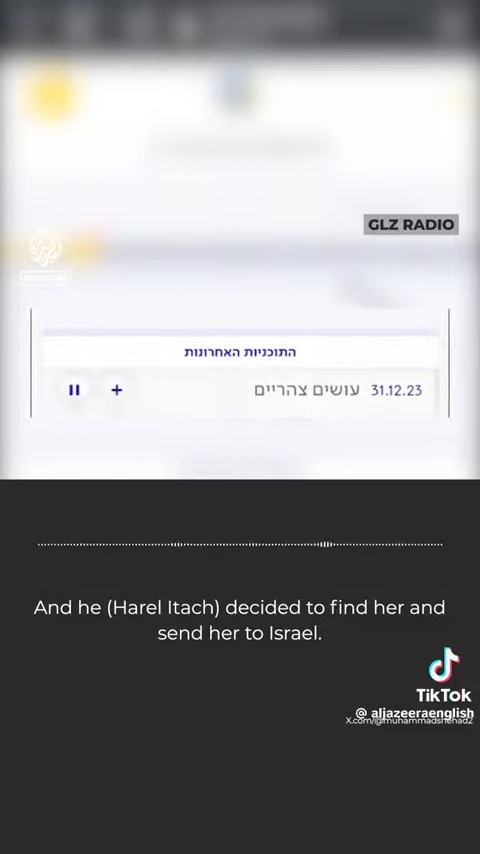 GLZ RADIO
התוכניות האחרונות
31.12.23 עושים צהריים
And he (Harel Itach) decided to find her and
send her to Israel.
TikTok
@ aljazeeraenglish
X.com/@muhammadshehad2